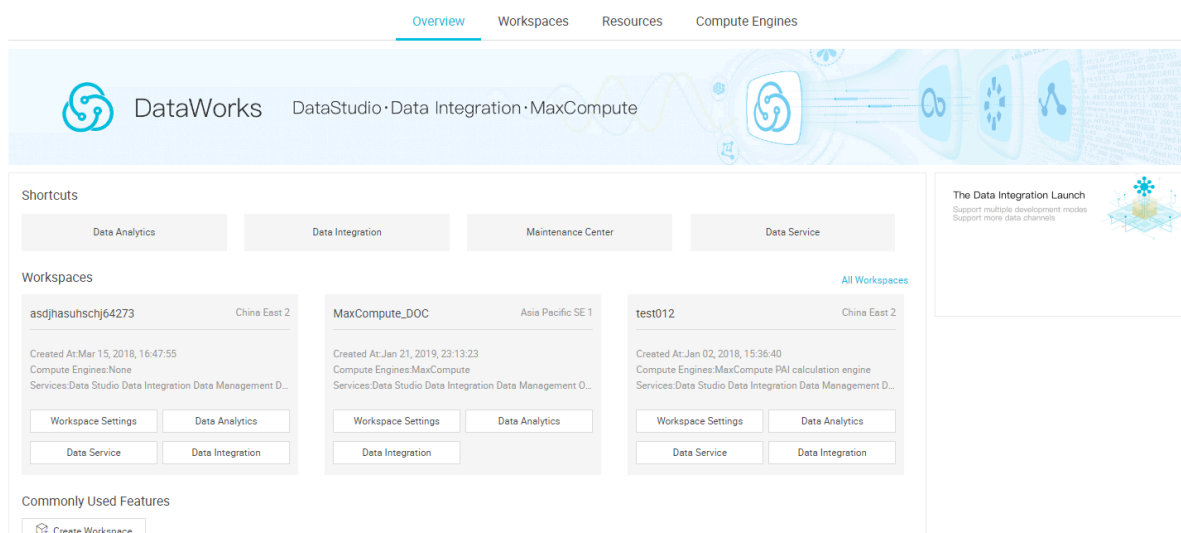 Overview Workspaces Resources Compute Engines
DataWorks DataStudio·Data Integration·MaxCompute
Shortcuts
Data Analytics Data Integration Maintenance Center Data Service
The Data Integration Launch
Support multiple development modes
Support more data channels
Workspaces All Workspaces
asdjhasuhschj64273 China East 2
Created At:Mar 15, 2018, 16:47:55
Compute Engines:None
Services:Data Studio Data Integration Data Management D...
Workspace Settings Data Analytics
Data Service Data Integration
MaxCompute_DOC Asia Pacific SE 1
Created At:Jan 21, 2019, 23:13:23
Compute Engines:MaxCompute
Services:Data Studio Data Integration Data Management O...
Workspace Settings Data Analytics
Data Integration
test012 China East 2
Created At:Jan 02, 2018, 15:36:40
Compute Engines:MaxCompute PAI calculation engine
Services:Data Studio Data Integration Data Management D...
Workspace Settings Data Analytics
Data Service Data Integration
Commonly Used Features
Create Workspace